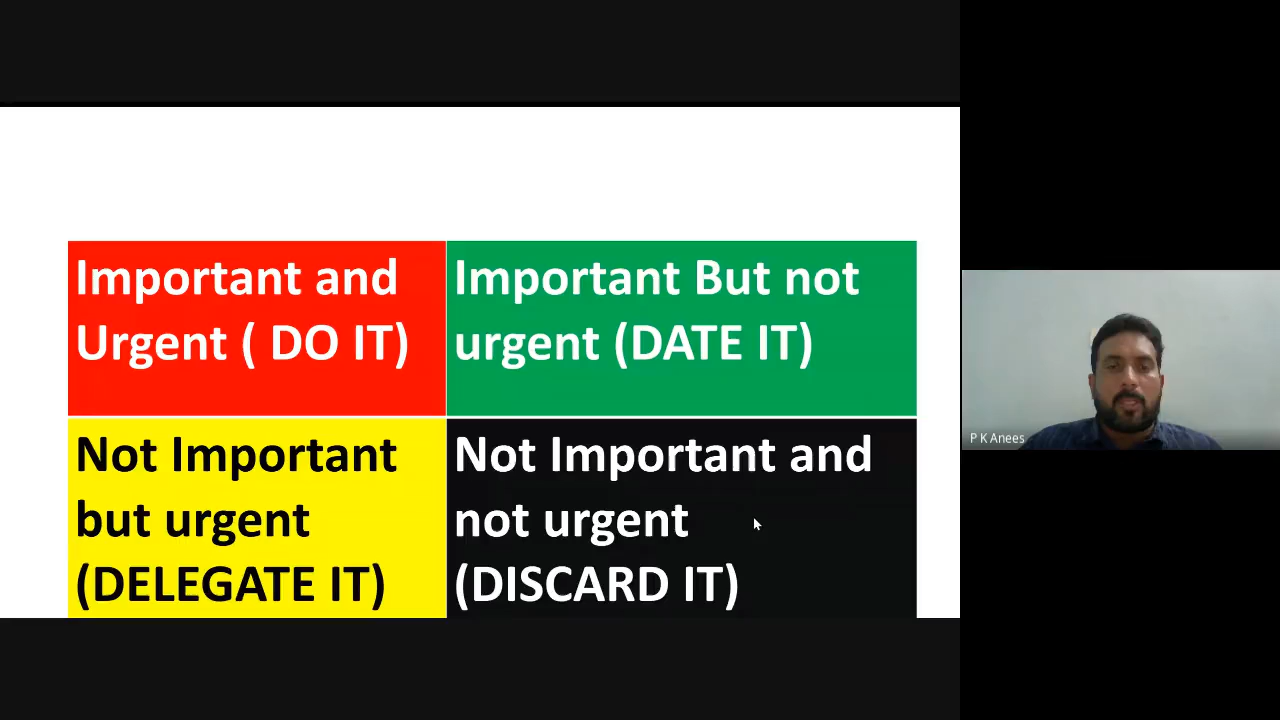 Important and
Urgent ( DO IT)
Important But not
urgent (DATE IT)
Not Important
but urgent
(DELEGATE IT)
Not Important and
not urgent
(DISCARD IT)
P K Anees